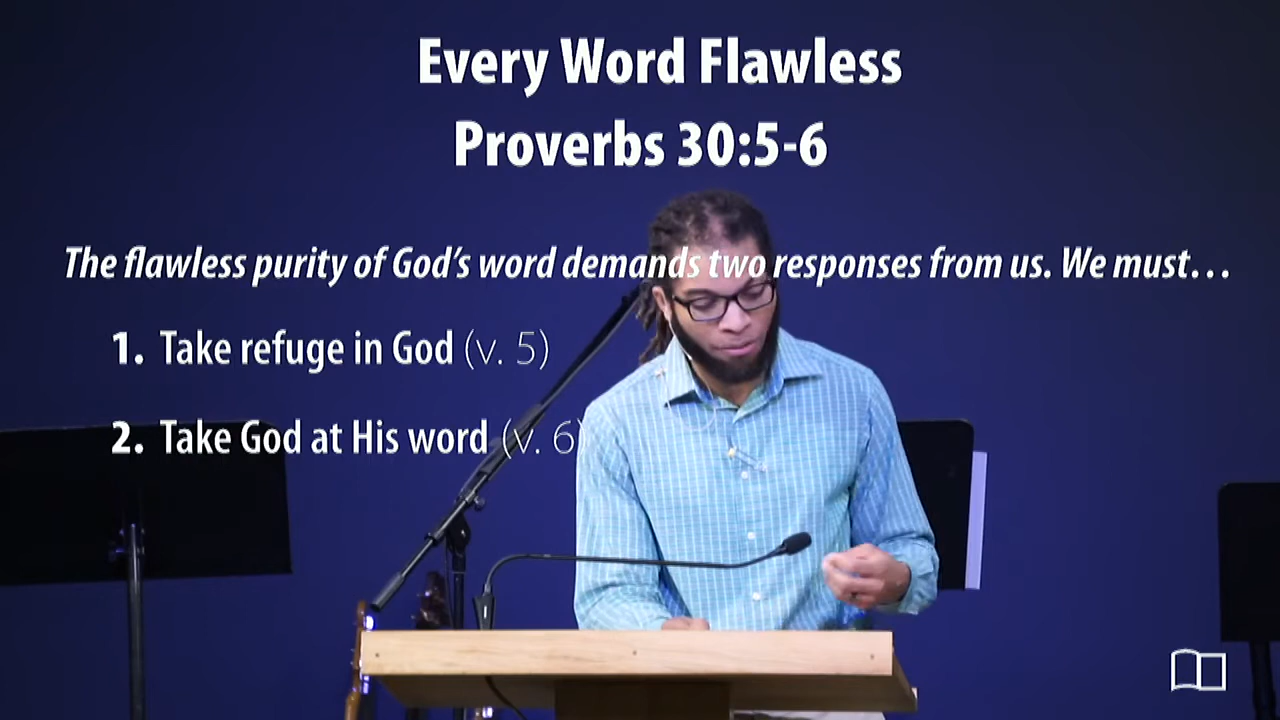 Every Word Flawless
Proverbs 30:5-6
The flawless purity of God’s word demands two responses from us. We must…
1. Take refuge in God (v. 5)
2. Take God at His word (v. 6)